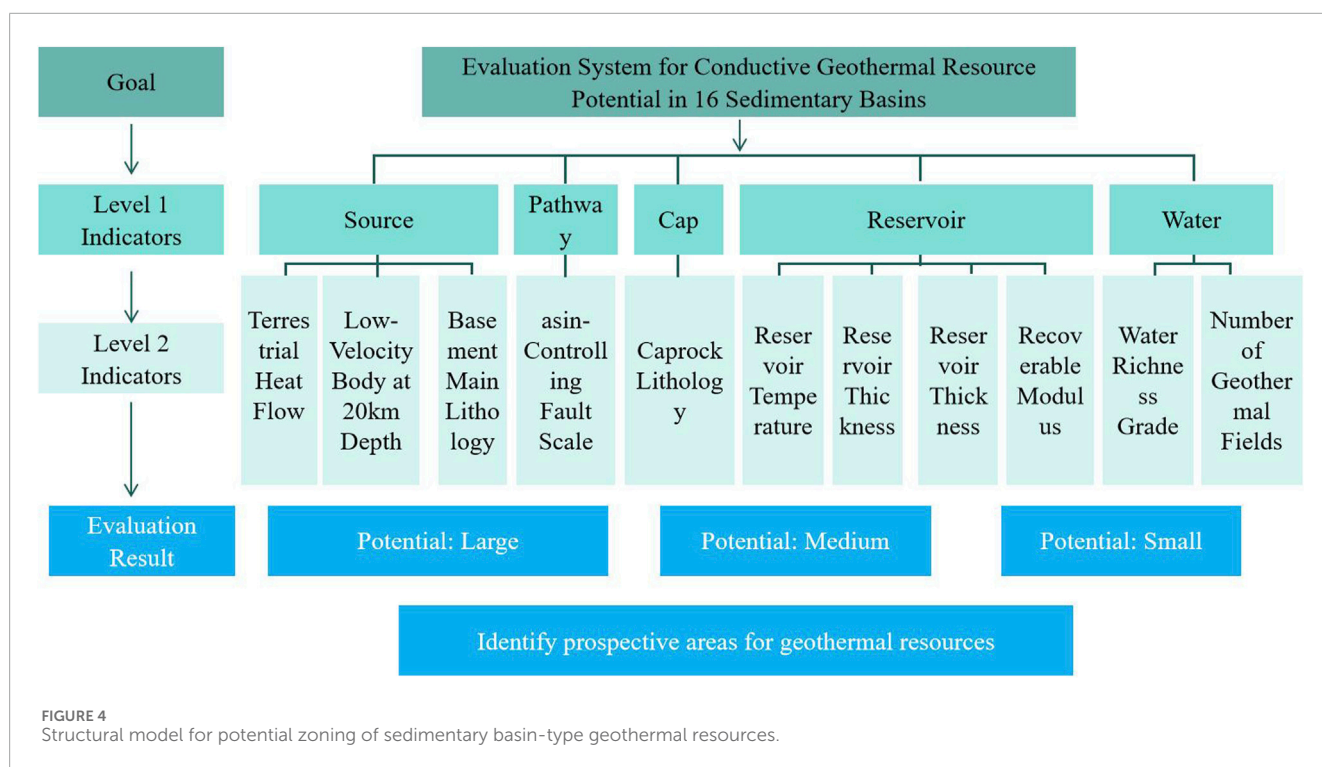 Goal
Evaluation System for Conductive Geothermal Resource
Potential in 16 Sedimentary Basins
Level 1
Indicators
Source
Pathwa
y
Cap
Reservoir
Water
Level 2
Indicators
Terres
trial
Heat
Flow
Low-
Velocity
Body at
20km
Depth
Base
ment
Main
Litho
logy
asin-
Controll
ing
Fault
Scale
Caprock
Litholog
y
Reser
voir
Tempe
rature
Rese
rvoir
Thic
kness
Reser
voir
Thick
ness
Recov
erable
Modul
us
Water
Richne
ss
Grade
Number
of
Geother
mal
Fields
Evaluation
Result
Potential: Large
Potential: Medium
Potential: Small
Identify prospective areas for geothermal resources
FIGURE 4
Structural model for potential zoning of sedimentary basin-type geothermal resources.